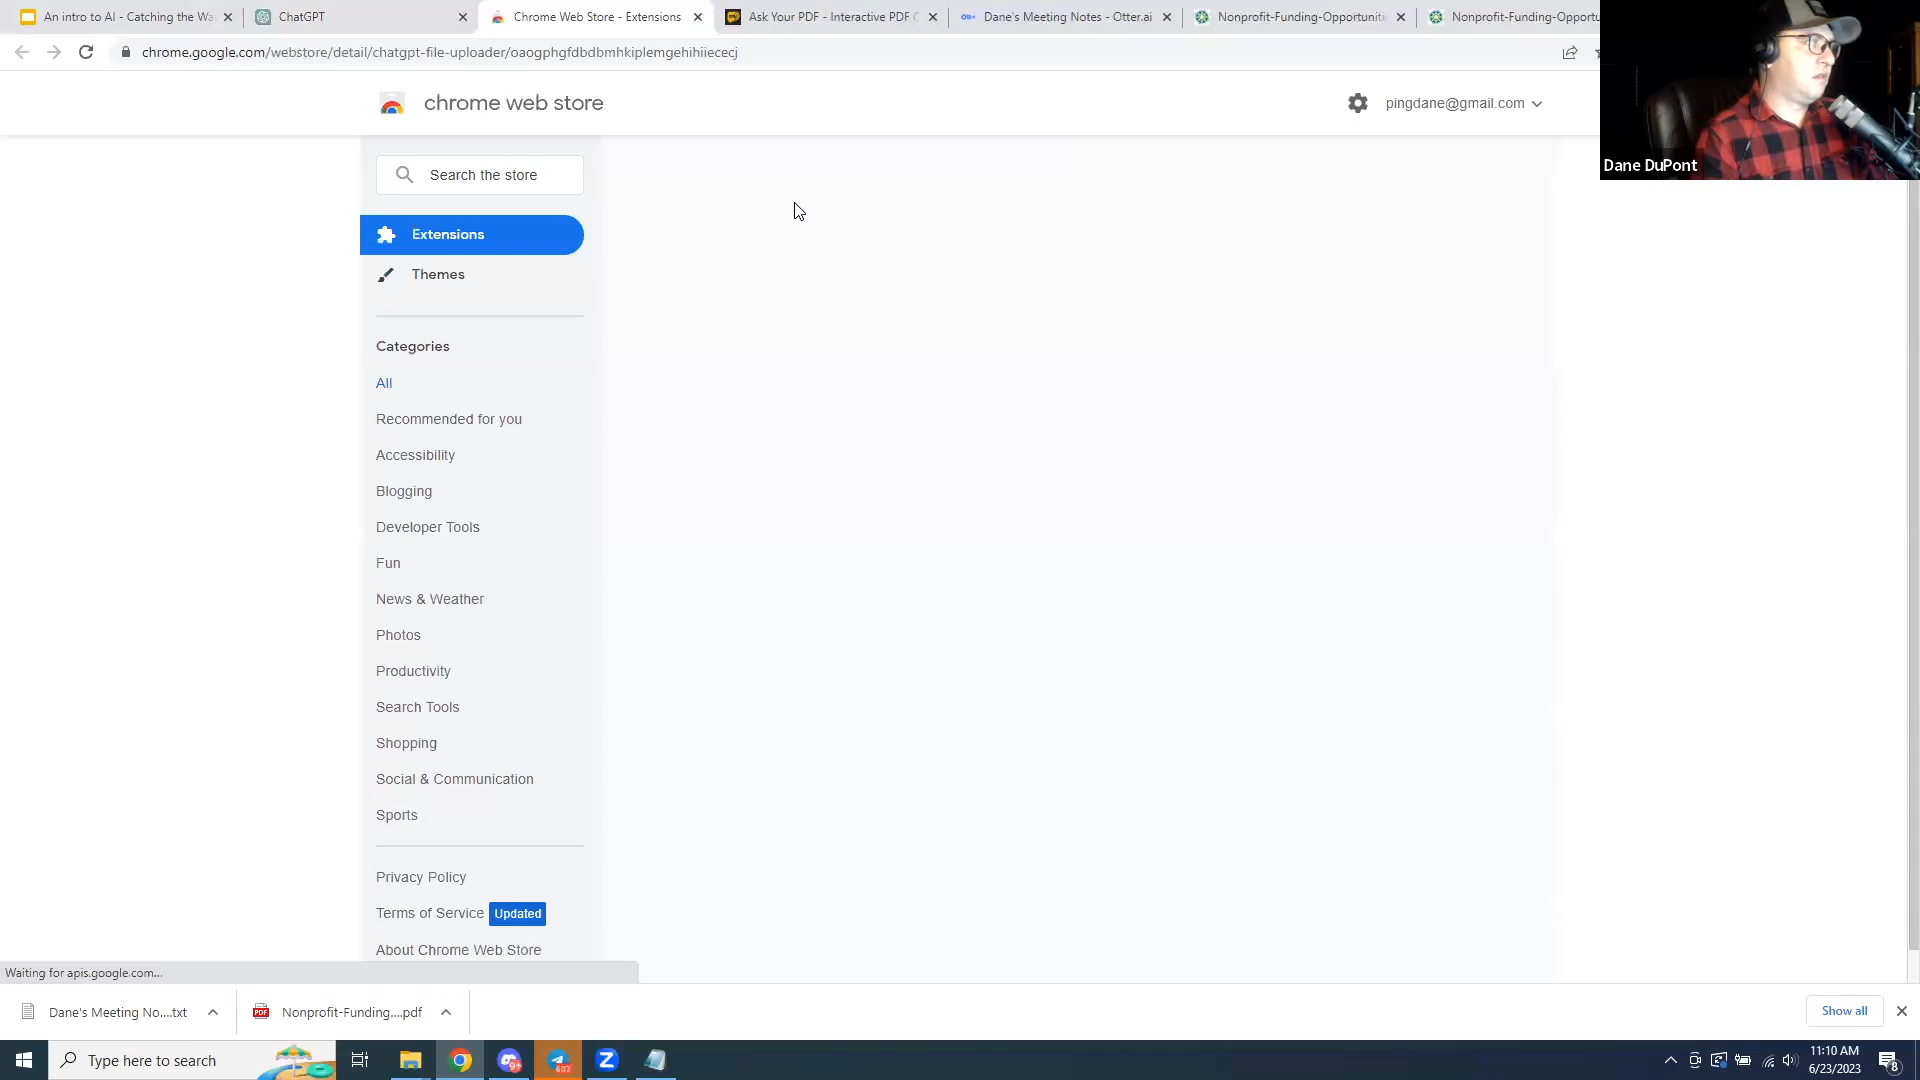 An intro to AI - Catching the Wa
ChatGPT
Chrome Web Store - Extensions
Ask Your PDF - Interactive PDF C
Dane's Meeting Notes - Otter.ai
Nonprofit-Funding-Opportuniti
Nonprofit-Funding-Opportu
chrome.google.com/webstore/detail/chatgpt-file-uploader/oaogphgfdbdbmhkiplemgehihiiececj
chrome web store
pingdane@gmail.com
Dane DuPont
Search the store
Extensions
Themes
Categories
All
Recommended for you
Accessibility
Blogging
Developer Tools
Fun
News & Weather
Photos
Productivity
Search Tools
Shopping
Social & Communication
Sports
Privacy Policy
Terms of Service Updated
About Chrome Web Store
Waiting for apis.google.com...
Dane's Meeting No....txt
PDF
Nonprofit-Funding....pdf
Show all
Type here to search
9+
Z
11:10 AM
6/23/2023
8